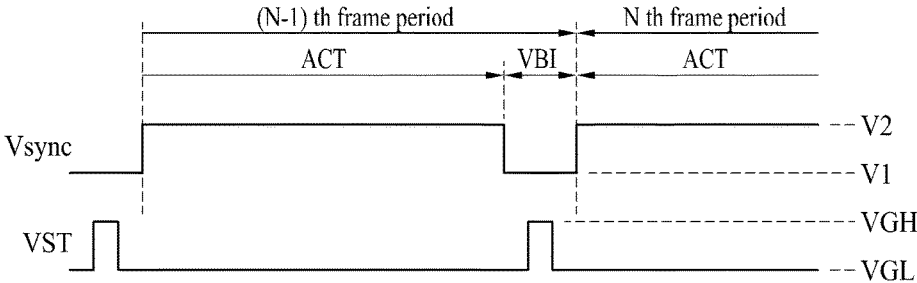 (N-1) th frame period
N th frame period
ACT
VBI
ACT
Vsync
V2
V1
VST
VGH
VGL